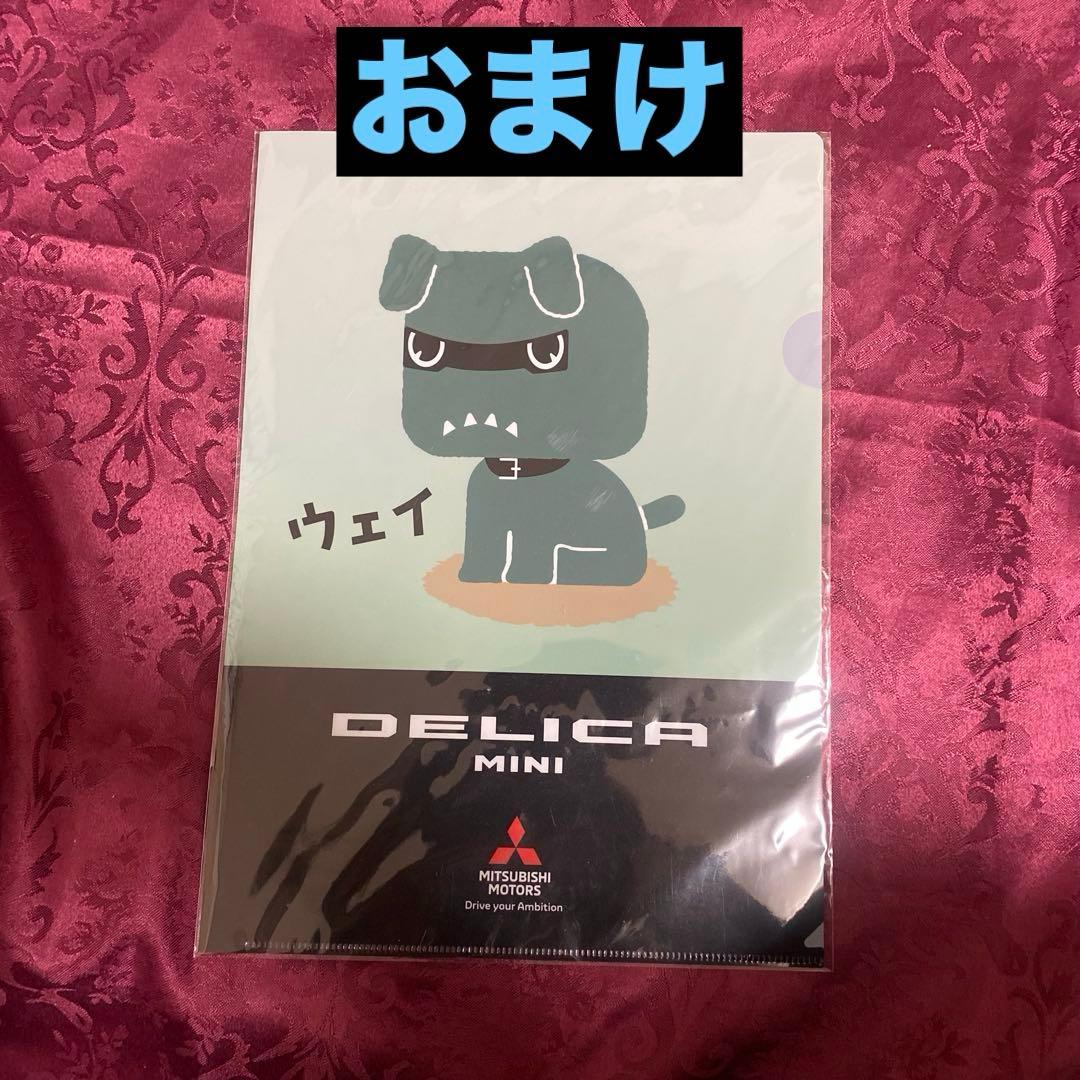 おまけ
ウェイ
DELICA
MINI
MITSUBISHI
MOTORS
Drive your Ambition